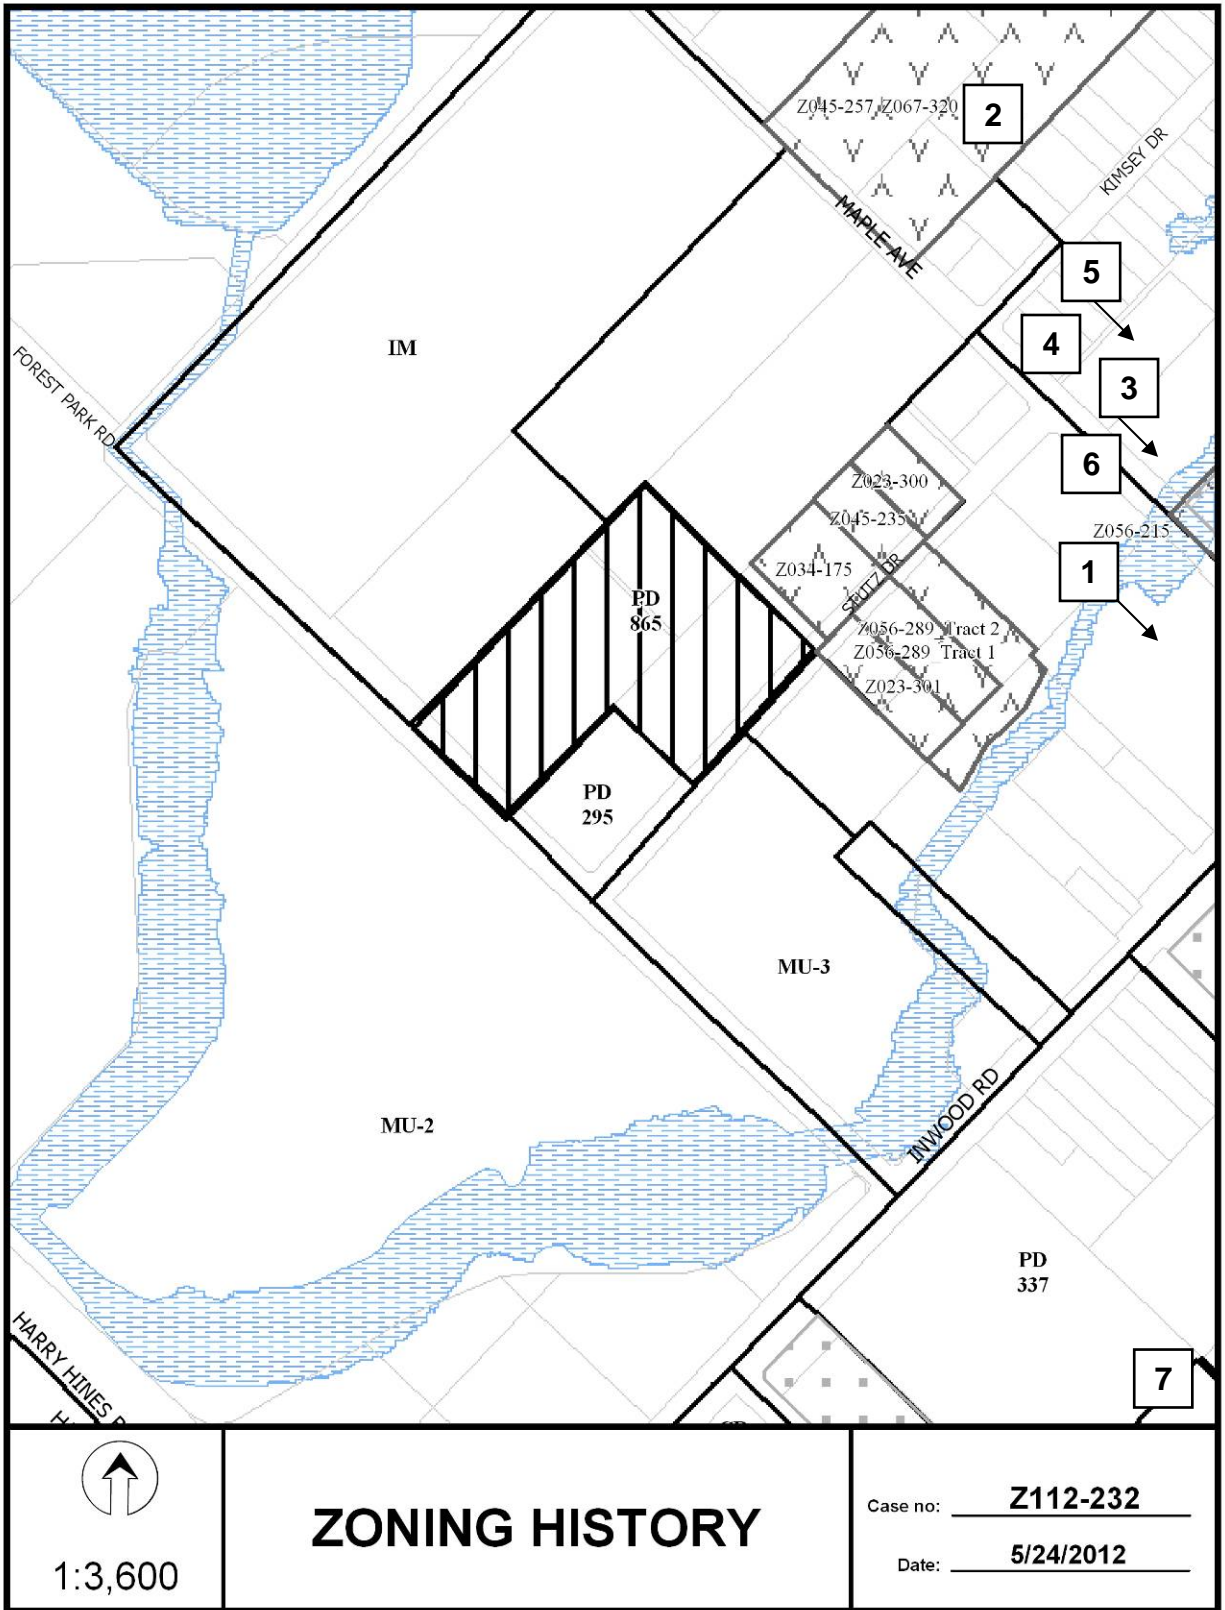 Z045-257 Z067-320
2
KIMSEY DR
MAPLE AVE
5
4
3
6
IM
FOREST PARK RD
Z023-300
Z045-235
Z056-215
Z034-175
STUTZ DR
1
PD
865
Z056-289 Tract 2
Z056-289 Tract 1
Z023-301
PD
295
MU-3
INWOOD RD
MU-2
PD
337
HARRY HINES
7
ZONING HISTORY
1:3,600
Case no: Z112-232
Date: 5/24/2012